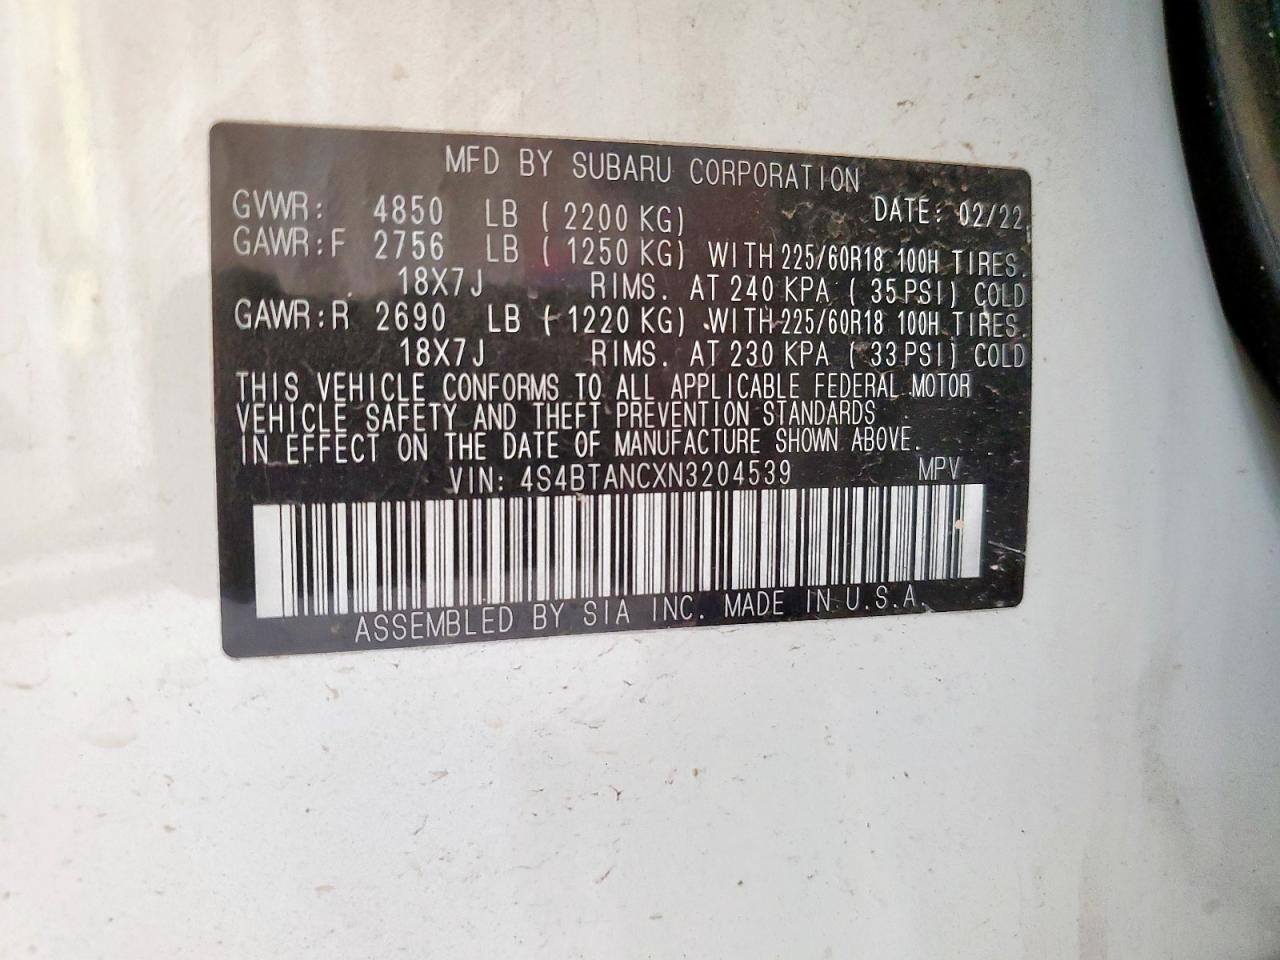 MFD BY SUBARU CORPORATION
GVWR: 4850 LB (2200 KG) DATE: 02/22
GAWR:F 2756 LB (1250 KG) WITH 225/60R18 100H TIRES.
18X7J RIMS. AT 240 KPA (35 PSI) COLD
GAWR:R 2690 LB (1220 KG) WITH 225/60R18 100H TIRES.
18X7J RIMS. AT 230 KPA (33 PSI) COLD
THIS VEHICLE CONFORMS TO ALL APPLICABLE FEDERAL MOTOR
VEHICLE SAFETY AND THEFT PREVENTION STANDARDS
IN EFFECT ON THE DATE OF MANUFACTURE SHOWN ABOVE.
VIN: 4S4BTANCXN3204539 MPV
ASSEMBLED BY SIA INC. MADE IN U.S.A.